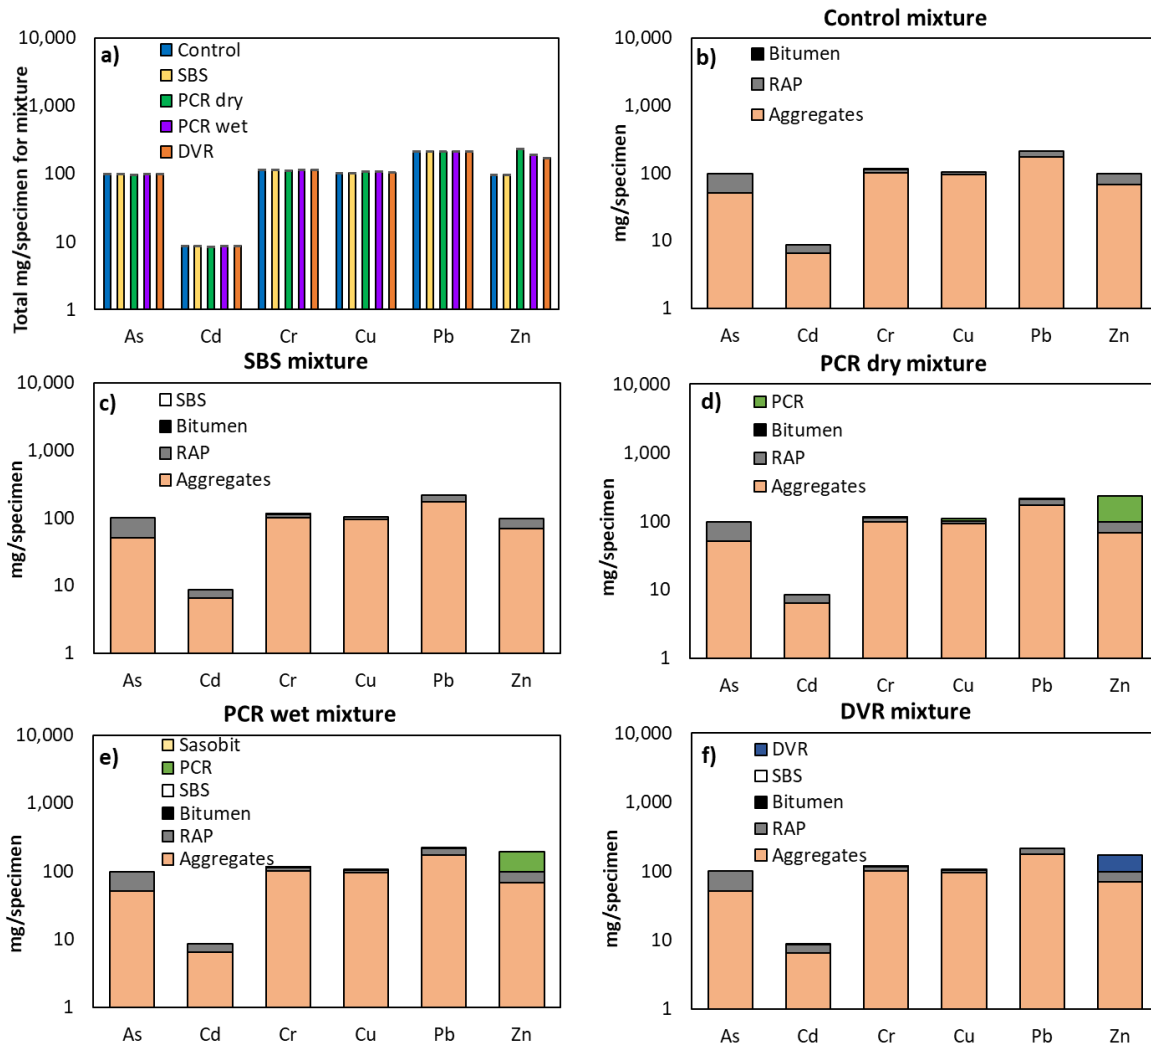 a)
Control
SBS
PCR dry
PCR wet
DVR
Total mg/specimen for mixture
10,000
1,000
100
10
1
As Cd Cr Cu Pb Zn
Control mixture
b)
Bitumen
RAP
Aggregates
mg/specimen
10,000
1,000
100
10
1
As Cd Cr Cu Pb Zn
SBS mixture
c)
SBS
Bitumen
RAP
Aggregates
mg/specimen
10,000
1,000
100
10
1
As Cd Cr Cu Pb Zn
PCR dry mixture
d)
PCR
Bitumen
RAP
Aggregates
mg/specimen
10,000
1,000
100
10
1
As Cd Cr Cu Pb Zn
PCR wet mixture
e)
Sasobit
PCR
SBS
Bitumen
RAP
Aggregates
mg/specimen
10,000
1,000
100
10
1
As Cd Cr Cu Pb Zn
DVR mixture
f)
DVR
SBS
Bitumen
RAP
Aggregates
mg/specimen
10,000
1,000
100
10
1
As Cd Cr Cu Pb Zn